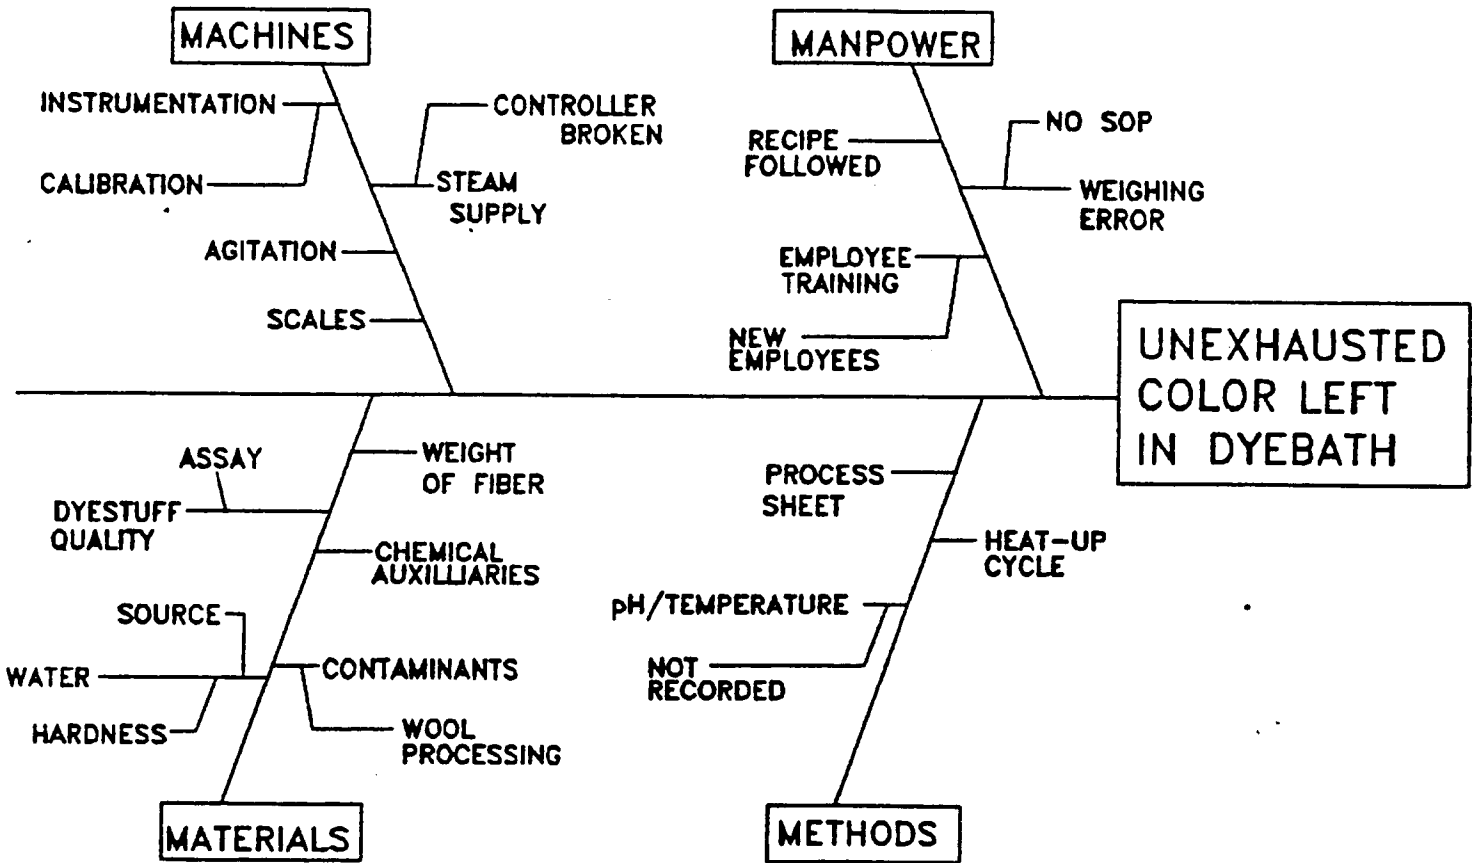 MACHINES
INSTRUMENTATION
CONTROLLER
BROKEN
CALIBRATION
STEAM
SUPPLY
AGITATION
SCALES
MANPOWER
RECIPE
FOLLOWED
NO SOP
WEIGHING
ERROR
EMPLOYEE
TRAINING
NEW
EMPLOYEES
UNEXHAUSTED
COLOR LEFT
IN DYEBATH
WEIGHT
OF FIBER
ASSAY
DYESTUFF
QUALITY
CHEMICAL
AUXILLIARIES
SOURCE
WATER
HARDNESS
CONTAMINANTS
WOOL
PROCESSING
MATERIALS
PROCESS
SHEET
HEAT-UP
CYCLE
pH/TEMPERATURE
NOT
RECORDED
METHODS